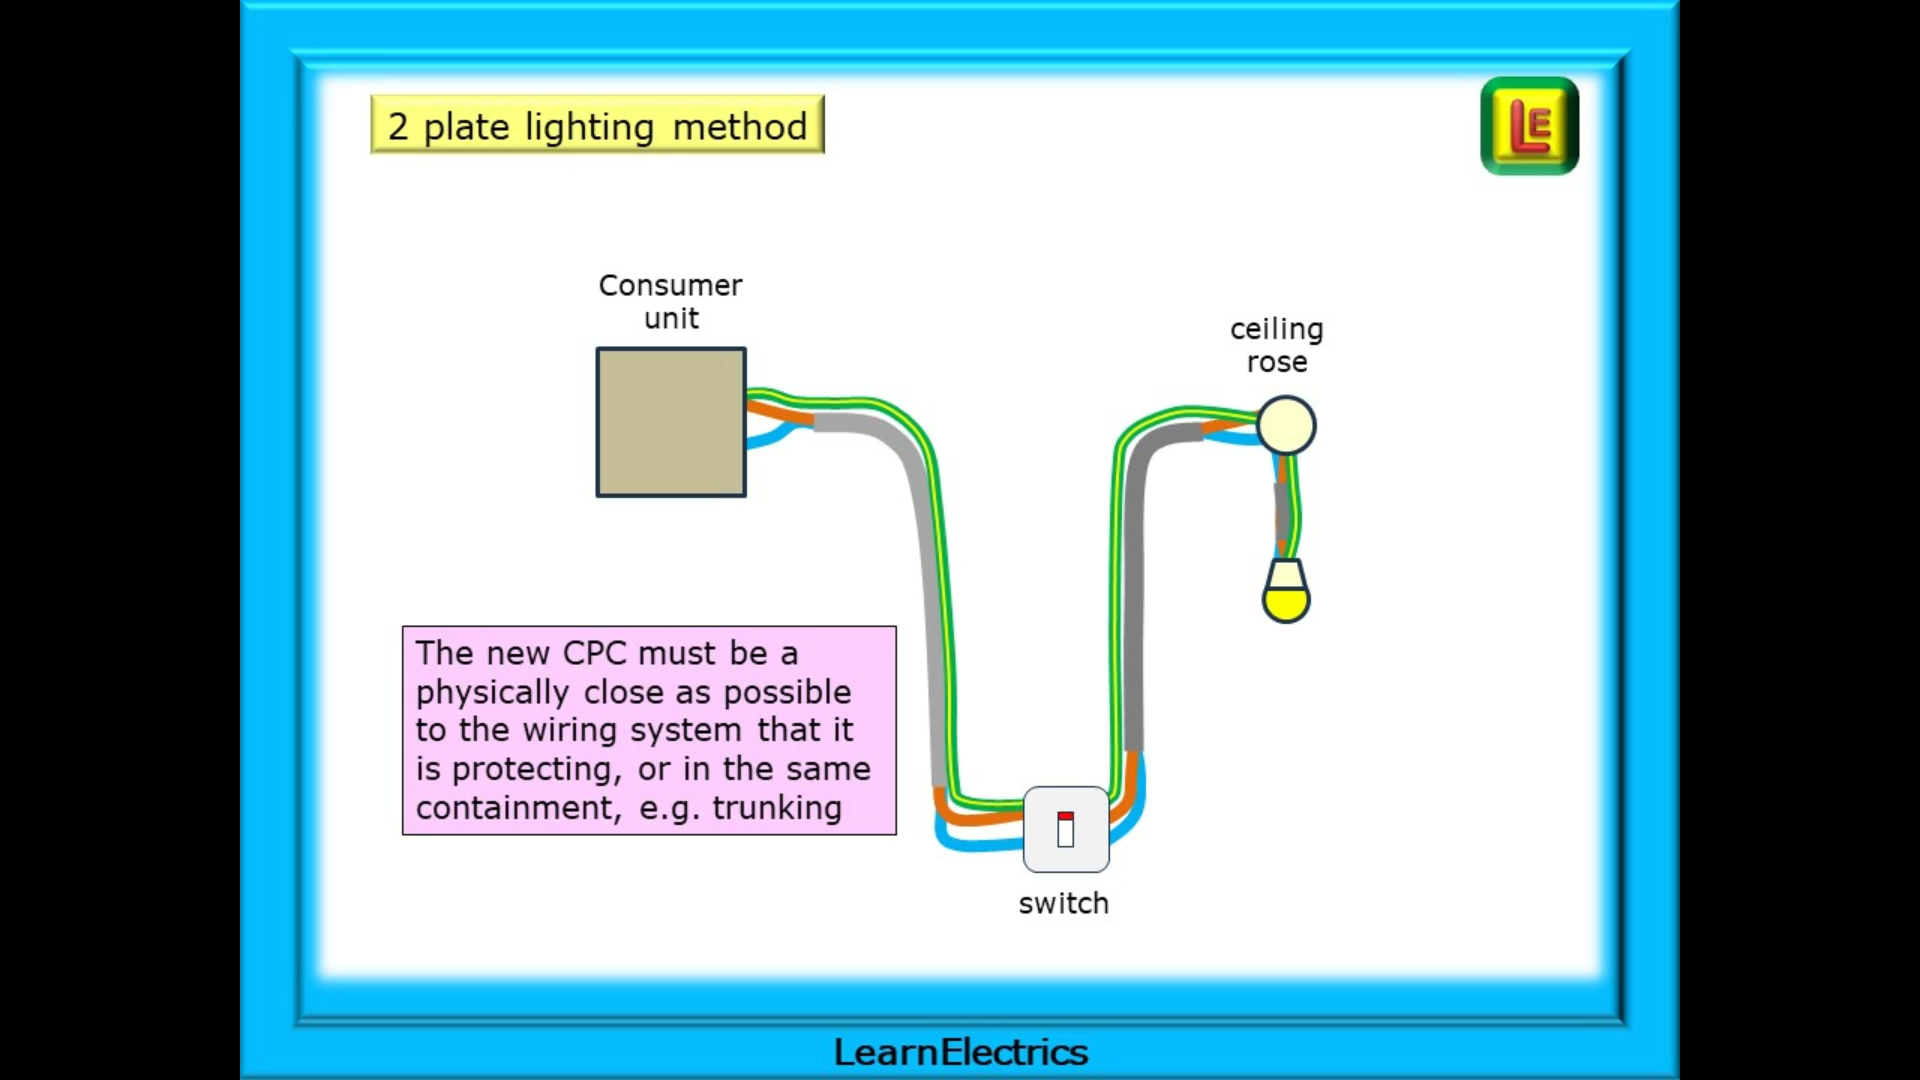 2 plate lighting method
LE
Consumer
unit
ceiling
rose
The new CPC must be a
physically close as possible
to the wiring system that it
is protecting, or in the same
containment, e.g. trunking
switch
LearnElectrics